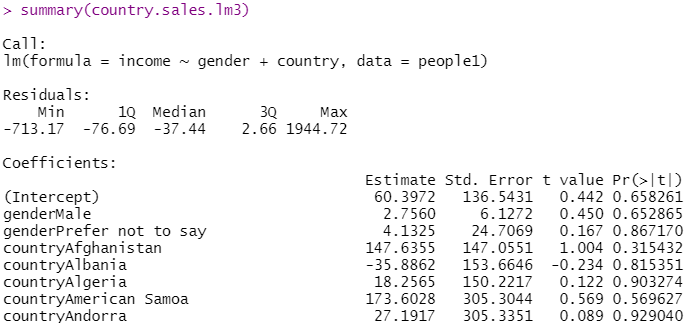 > summary(country.sales.lm3)
Call:
lm(formula = income ~ gender + country, data = people1)
Residuals:
Min 1Q Median 3Q Max
-713.17 -76.69 -37.44 2.66 1944.72
Coefficients:
Estimate Std. Error t value Pr(>|t|)
(Intercept) 60.3972 136.5431 0.442 0.658261
genderMale 2.7560 6.1272 0.450 0.652865
genderPrefer not to say 4.1325 24.7069 0.167 0.867170
countryAfghanistan 147.6355 147.0551 1.004 0.315432
countryAlbania -35.8862 153.6646 -0.234 0.815351
countryAlgeria 18.2565 150.2217 0.122 0.903274
countryAmerican Samoa 173.6028 305.3044 0.569 0.569627
countryAndorra 27.1917 305.3351 0.089 0.929040